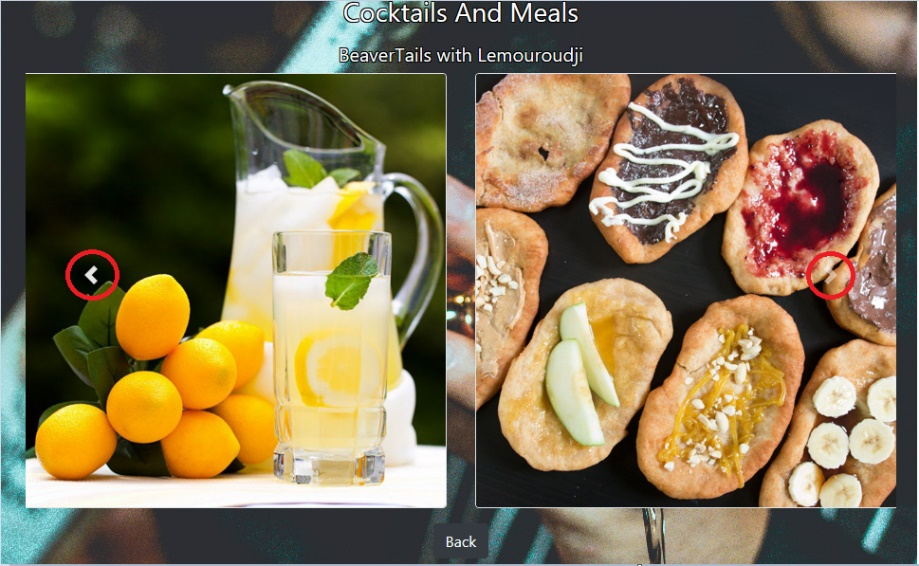 Cocktails And Meals
BeaverTails with Lemouroudji
Back